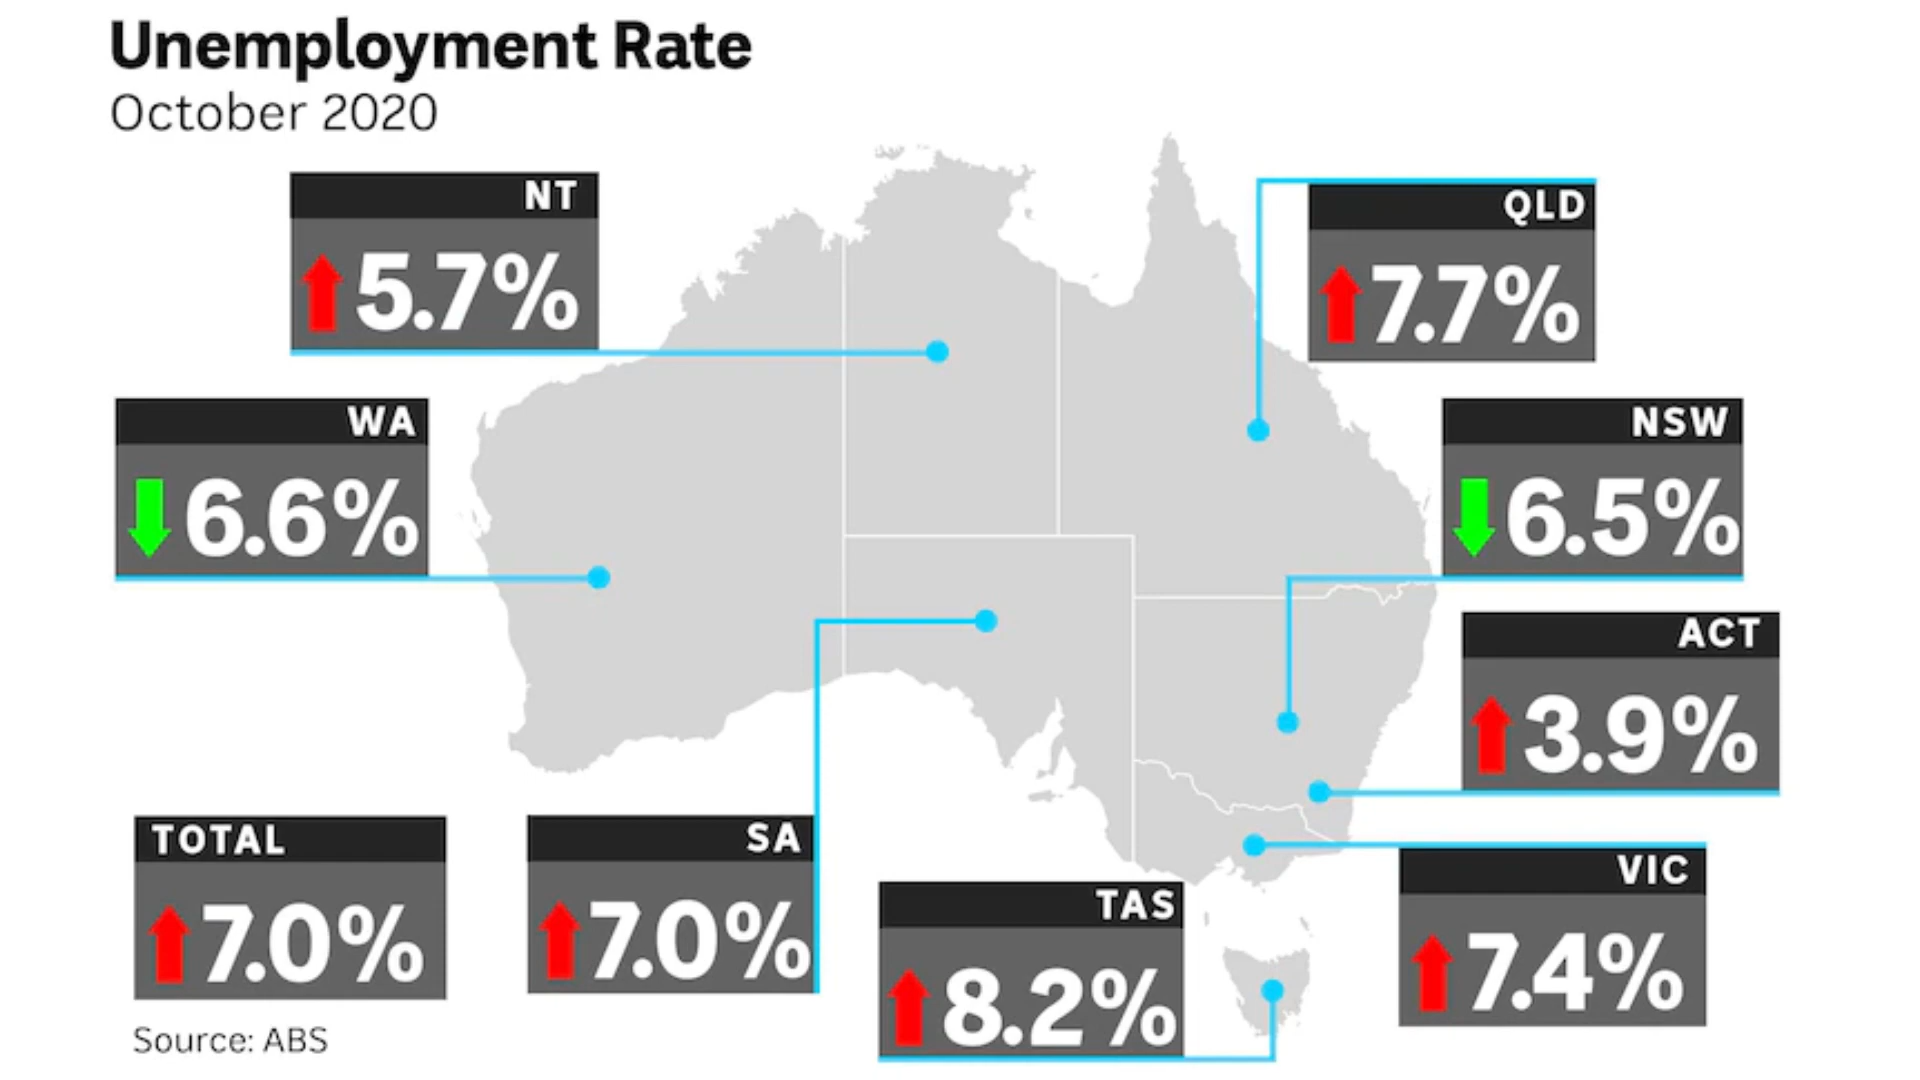 Unemployment Rate
October 2020
NT
5.7%
QLD
7.7%
WA
6.6%
NSW
6.5%
ACT
3.9%
TOTAL
7.0%
SA
7.0%
TAS
8.2%
VIC
7.4%
Source: ABS